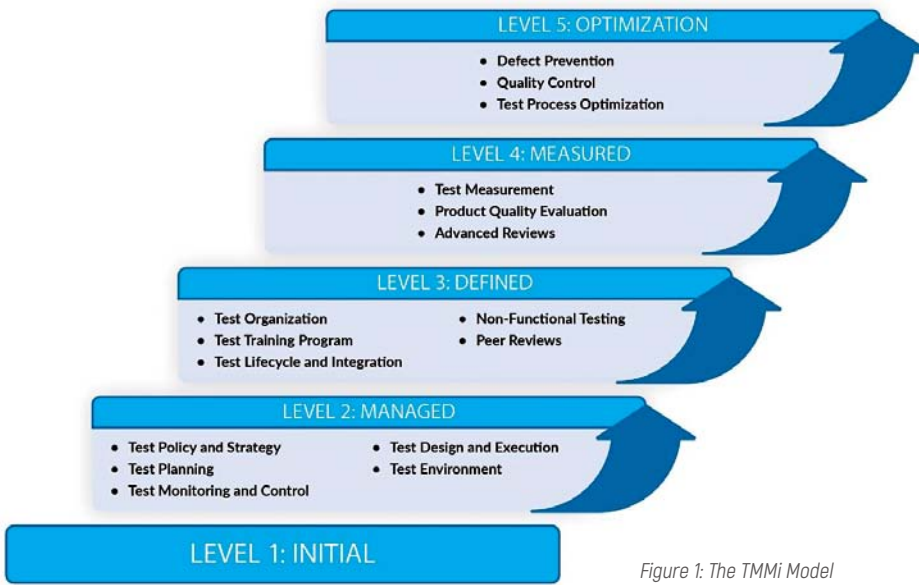 LEVEL 5: OPTIMIZATION
• Defect Prevention
• Quality Control
• Test Process Optimization
LEVEL 4: MEASURED
• Test Measurement
• Product Quality Evaluation
• Advanced Reviews
LEVEL 3: DEFINED
• Test Organization
• Test Training Program
• Test Lifecycle and Integration
• Non-Functional Testing
• Peer Reviews
LEVEL 2: MANAGED
• Test Policy and Strategy
• Test Planning
• Test Monitoring and Control
• Test Design and Execution
• Test Environment
LEVEL 1: INITIAL
Figure 1: The TMMi Model